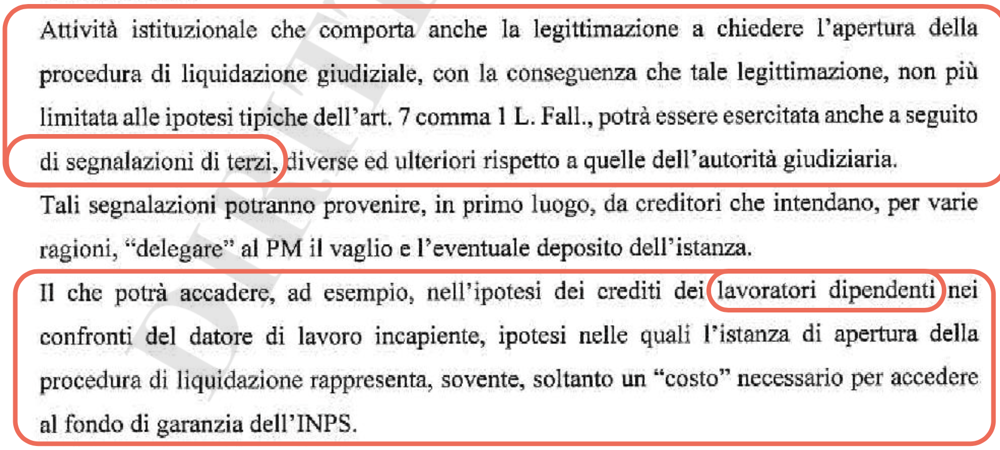 Attività istituzionale che comporta anche la legittimazione a chiedere l'apertura della
procedura di liquidazione giudiziale, con la conseguenza che tale legittimazione, non più
limitata alle ipotesi tipiche dell'art. 7 comma 1 L. Fall., potrà essere esercitata anche a seguito
di segnalazioni di terzi, diverse ed ulteriori rispetto a quelle dell'autorità giudiziaria.
Tali segnalazioni potranno provenire, in primo luogo, da creditori che intendano, per varie
ragioni, “delegare” al PM il vaglio e l'eventuale deposito dell'istanza.
Il che potrà accadere, ad esempio, nell'ipotesi dei crediti dei lavoratori dipendenti nei
confronti del datore di lavoro incapiente, ipotesi nelle quali l'istanza di apertura della
procedura di liquidazione rappresenta, sovente, soltanto un “costo” necessario per accedere
al fondo di garanzia dell'INPS.